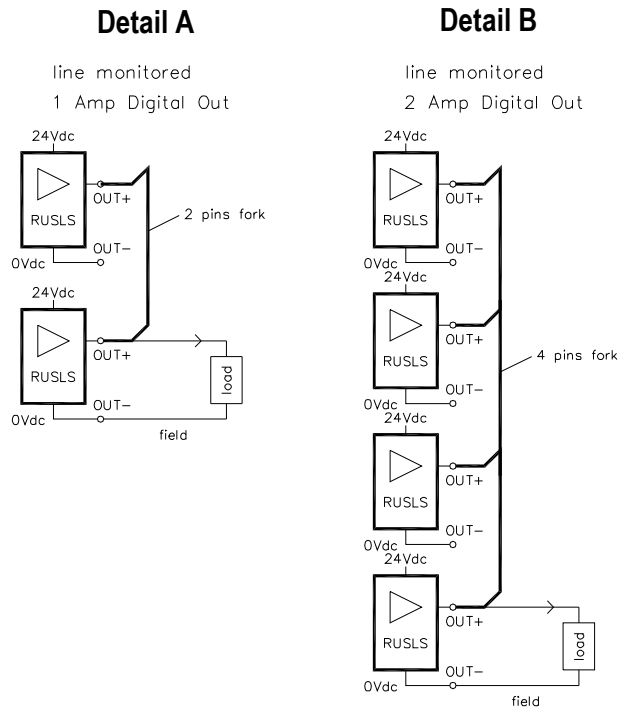 Detail A
line monitored
1 Amp Digital Out
24Vdc
OUT+
RUSLS
OUT-
0Vdc
2 pins fork
24Vdc
OUT+
RUSLS
OUT-
0Vdc
load
field
Detail B
line monitored
2 Amp Digital Out
24Vdc
OUT+
RUSLS
OUT-
0Vdc
24Vdc
OUT+
RUSLS
OUT-
0Vdc
4 pins fork
24Vdc
OUT+
RUSLS
OUT-
0Vdc
24Vdc
OUT+
RUSLS
OUT-
0Vdc
load
field